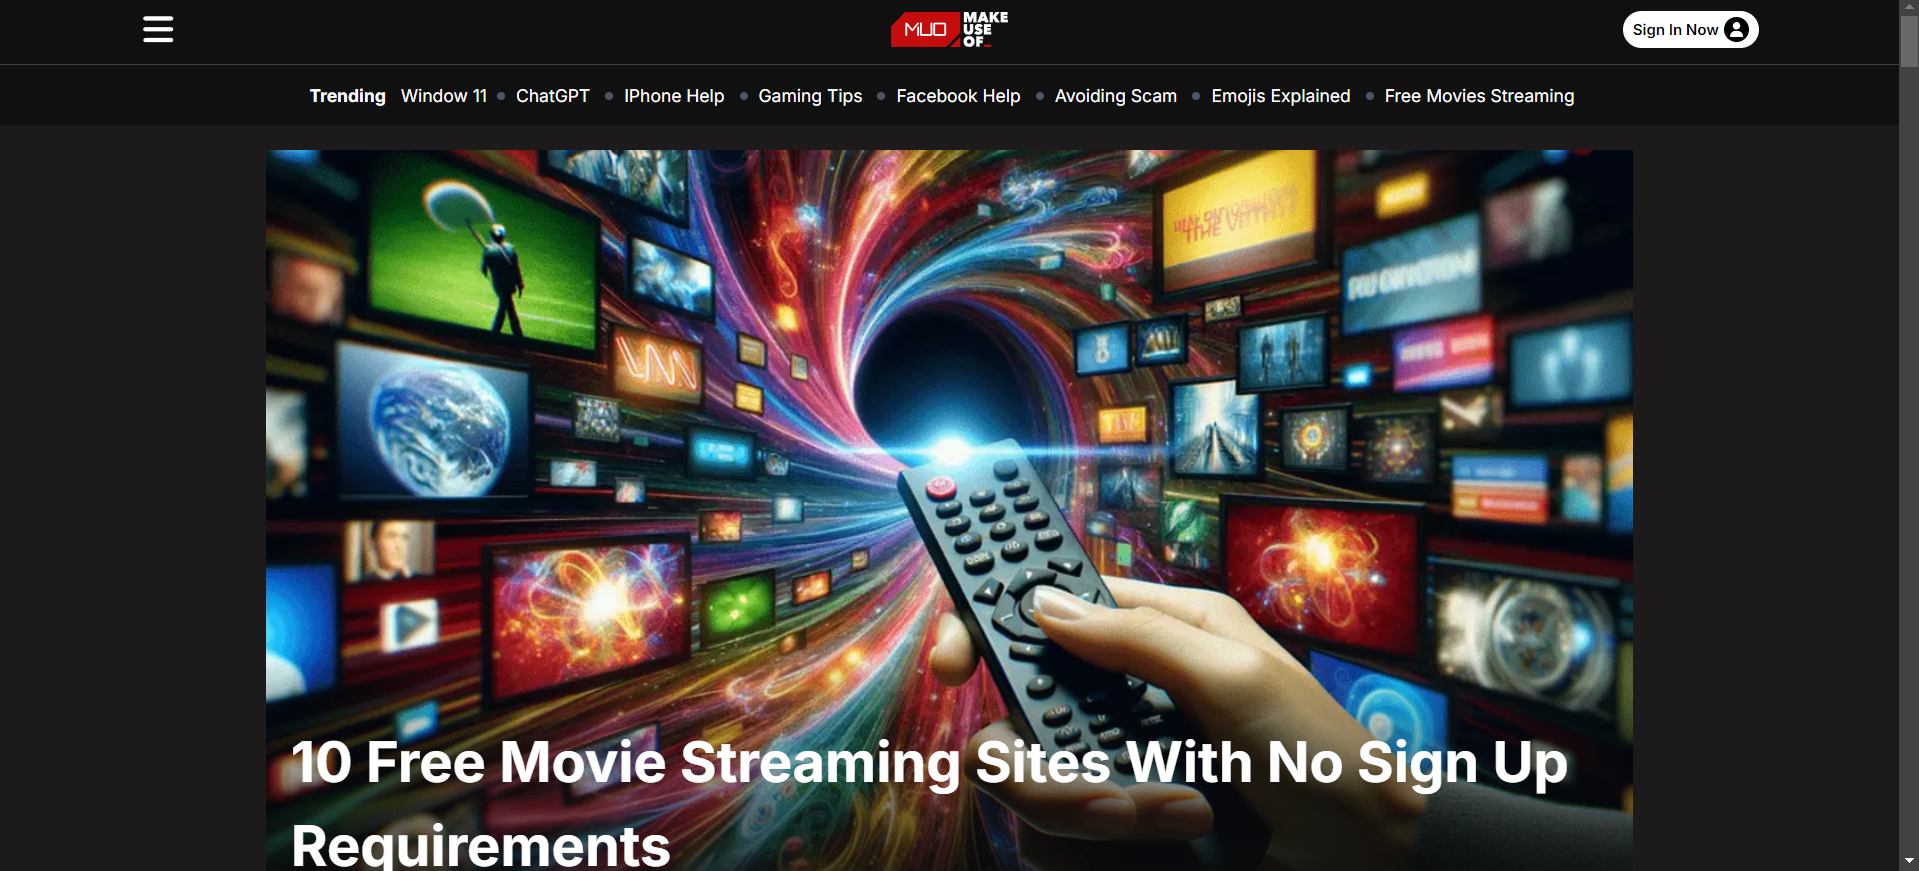 MUO
MAKE
USE
OF_
Sign In Now
Trending Window 11 ChatGPT IPhone Help Gaming Tips Facebook Help Avoiding Scam Emojis Explained Free Movies Streaming
10 Free Movie Streaming Sites With No Sign Up
Requirements